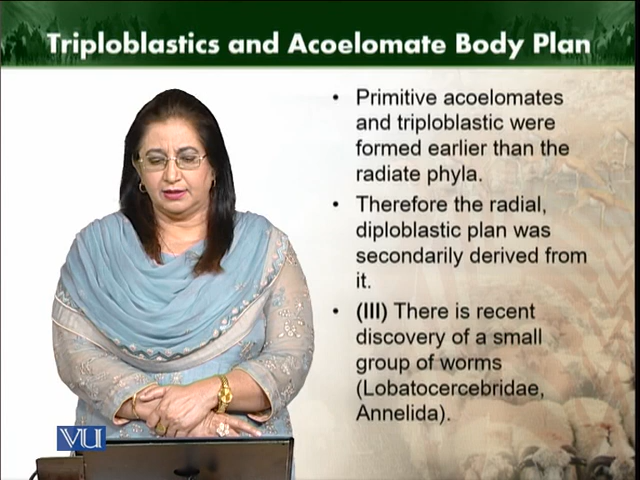 Triploblastics and Acoelomate Body Plan
• Primitive acoelomates
and triploblastic were
formed earlier than the
radiate phyla.
• Therefore the radial,
diploblastic plan was
secondarily derived from
it.
• (III) There is recent
discovery of a small
group of worms
(Lobatocercebridae,
Annelida).
VU